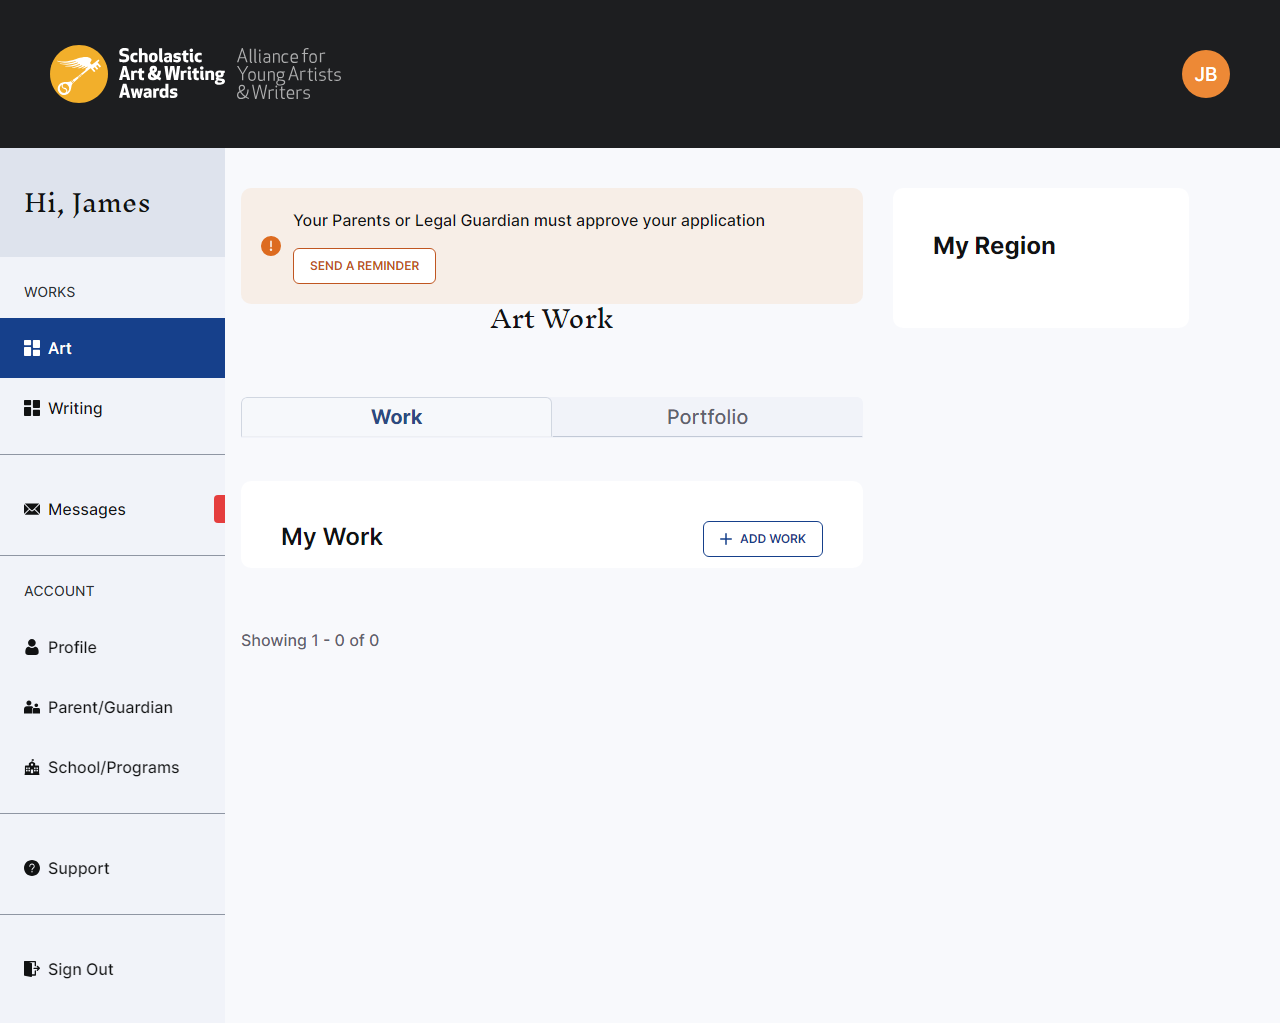 Scholastic
Art & Writing
Awards
Alliance for
Young Artists
& Writers
JB
Hi, James
WORKS
Art
Writing
Messages
ACCOUNT
Profile
Parent/Guardian
School/Programs
Support
Sign Out
Your Parents or Legal Guardian must approve your application
SEND A REMINDER
Art Work
Work
Portfolio
My Work
ADD WORK
Showing 1 - 0 of 0
My Region